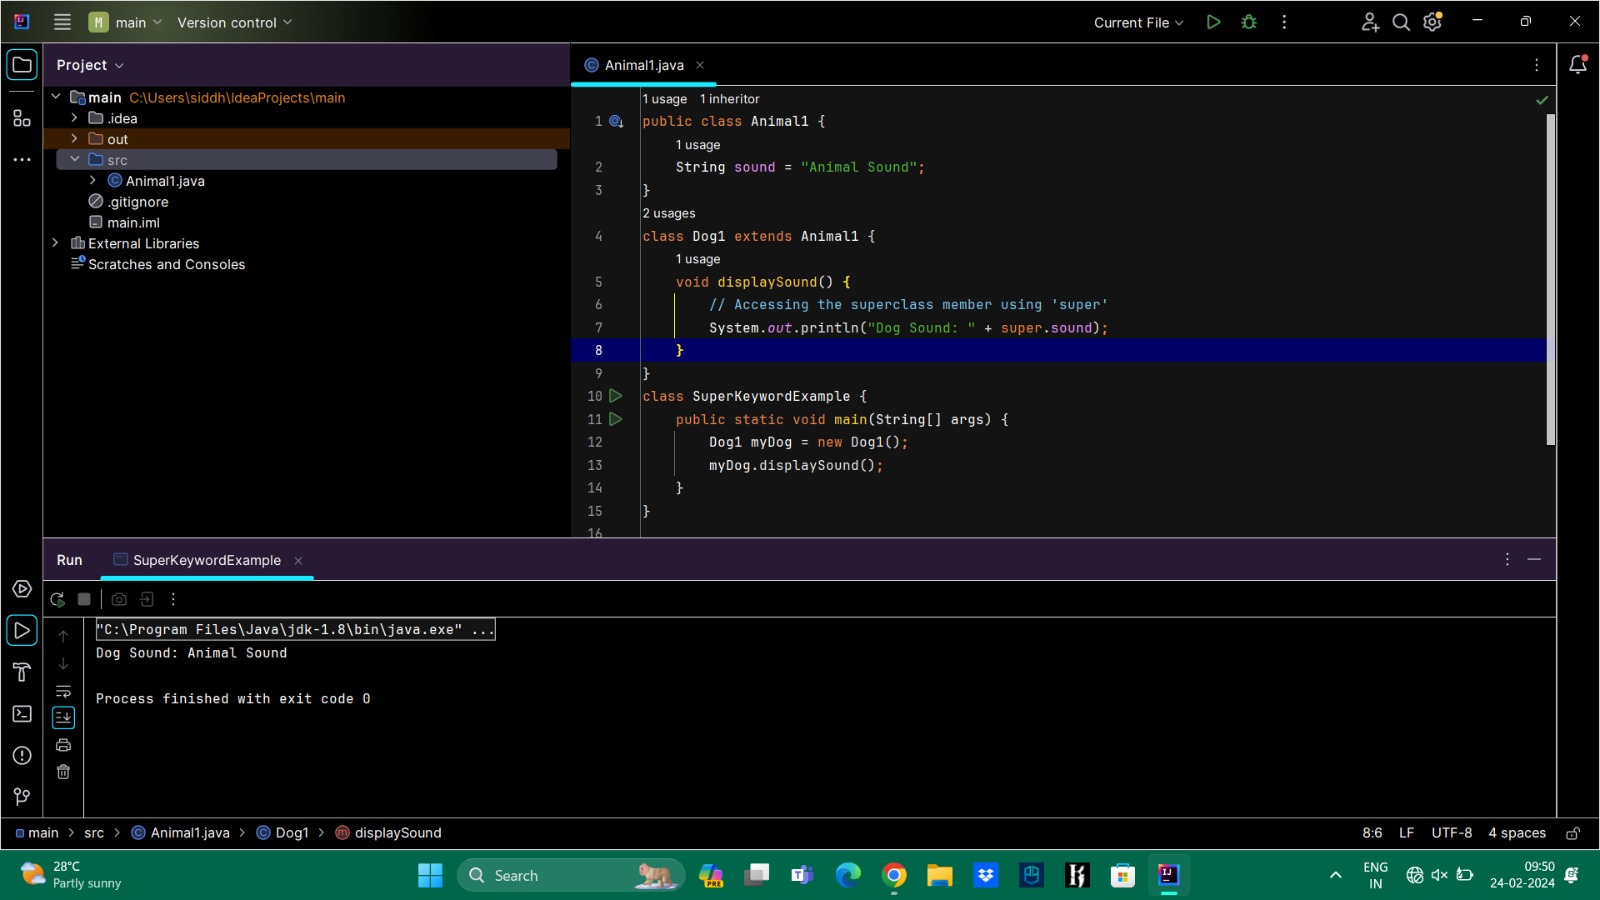 M main Version control Current File
Project
Animal1.java
main C:\Users\siddh\IdeaProjects\main
.idea
out
src
Animal1.java
.gitignore
main.iml
External Libraries
Scratches and Consoles
1 usage 1 inheritor
1 public class Animal1 {
1 usage
2 String sound = "Animal Sound";
3 }
2 usages
4 class Dog1 extends Animal1 {
1 usage
5 void displaySound() {
6 // Accessing the superclass member using 'super'
7 System.out.println("Dog Sound: " + super.sound);
8 }
9 }
10 class SuperKeywordExample {
11 public static void main(String[] args) {
12 Dog1 myDog = new Dog1();
13 myDog.displaySound();
14 }
15 }
16
Run SuperKeywordExample
"C:\Program Files\Java\jdk-1.8\bin\java.exe" ...
Dog Sound: Animal Sound
Process finished with exit code 0
main > src > Animal1.java > Dog1 > displaySound 8:6 LF UTF-8 4 spaces
28°C
Partly sunny
Search
PRE
ENG
IN
09:50
24-02-2024